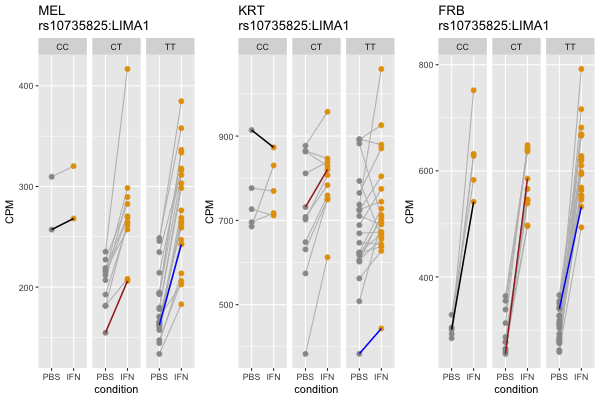 MEL
rs10735825:LIMA1
CC CT TT
400
300
200
CPM
PBS IFN PBS IFN PBS IFN
condition
KRT
rs10735825:LIMA1
CC CT TT
900
700
500
CPM
PBS IFN PBS IFN PBS IFN
condition
FRB
rs10735825:LIMA1
CC CT TT
800
600
400
CPM
PBS IFN PBS IFN PBS IFN
condition